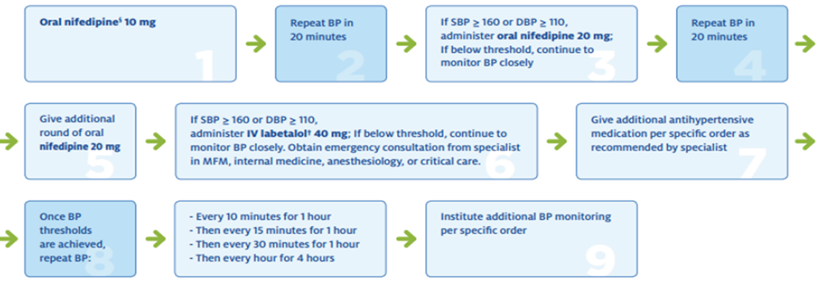 Oral nifedipine§ 10 mg
1
Repeat BP in
20 minutes
2
If SBP ≥ 160 or DBP ≥ 110,
administer oral nifedipine 20 mg;
If below threshold, continue to
monitor BP closely
3
Repeat BP in
20 minutes
4
Give additional
round of oral
nifedipine 20 mg
5
If SBP ≥ 160 or DBP ≥ 110,
administer IV labetalol† 40 mg; If below threshold, continue to
monitor BP closely. Obtain emergency consultation from specialist
in MFM, internal medicine, anesthesiology, or critical care.
6
Give additional antihypertensive
medication per specific order as
recommended by specialist
7
Once BP
thresholds
are achieved,
repeat BP:
8
- Every 10 minutes for 1 hour
- Then every 15 minutes for 1 hour
- Then every 30 minutes for 1 hour
- Then every hour for 4 hours
Institute additional BP monitoring
per specific order
9